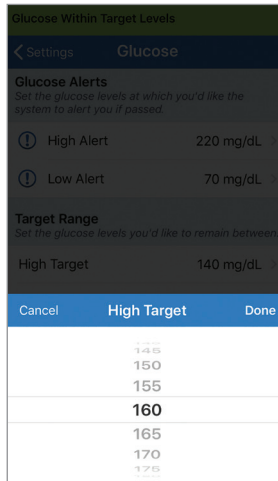 Glucose Within Target Levels
Settings Glucose
Glucose Alerts
Set the glucose levels at which you'd like the
system to alert you if passed.
High Alert 220 mg/dL
Low Alert 70 mg/dL
Target Range
Set the glucose levels you'd like to remain between.
High Target 140 mg/dL
Cancel High Target Done
145
150
155
160
165
170
175